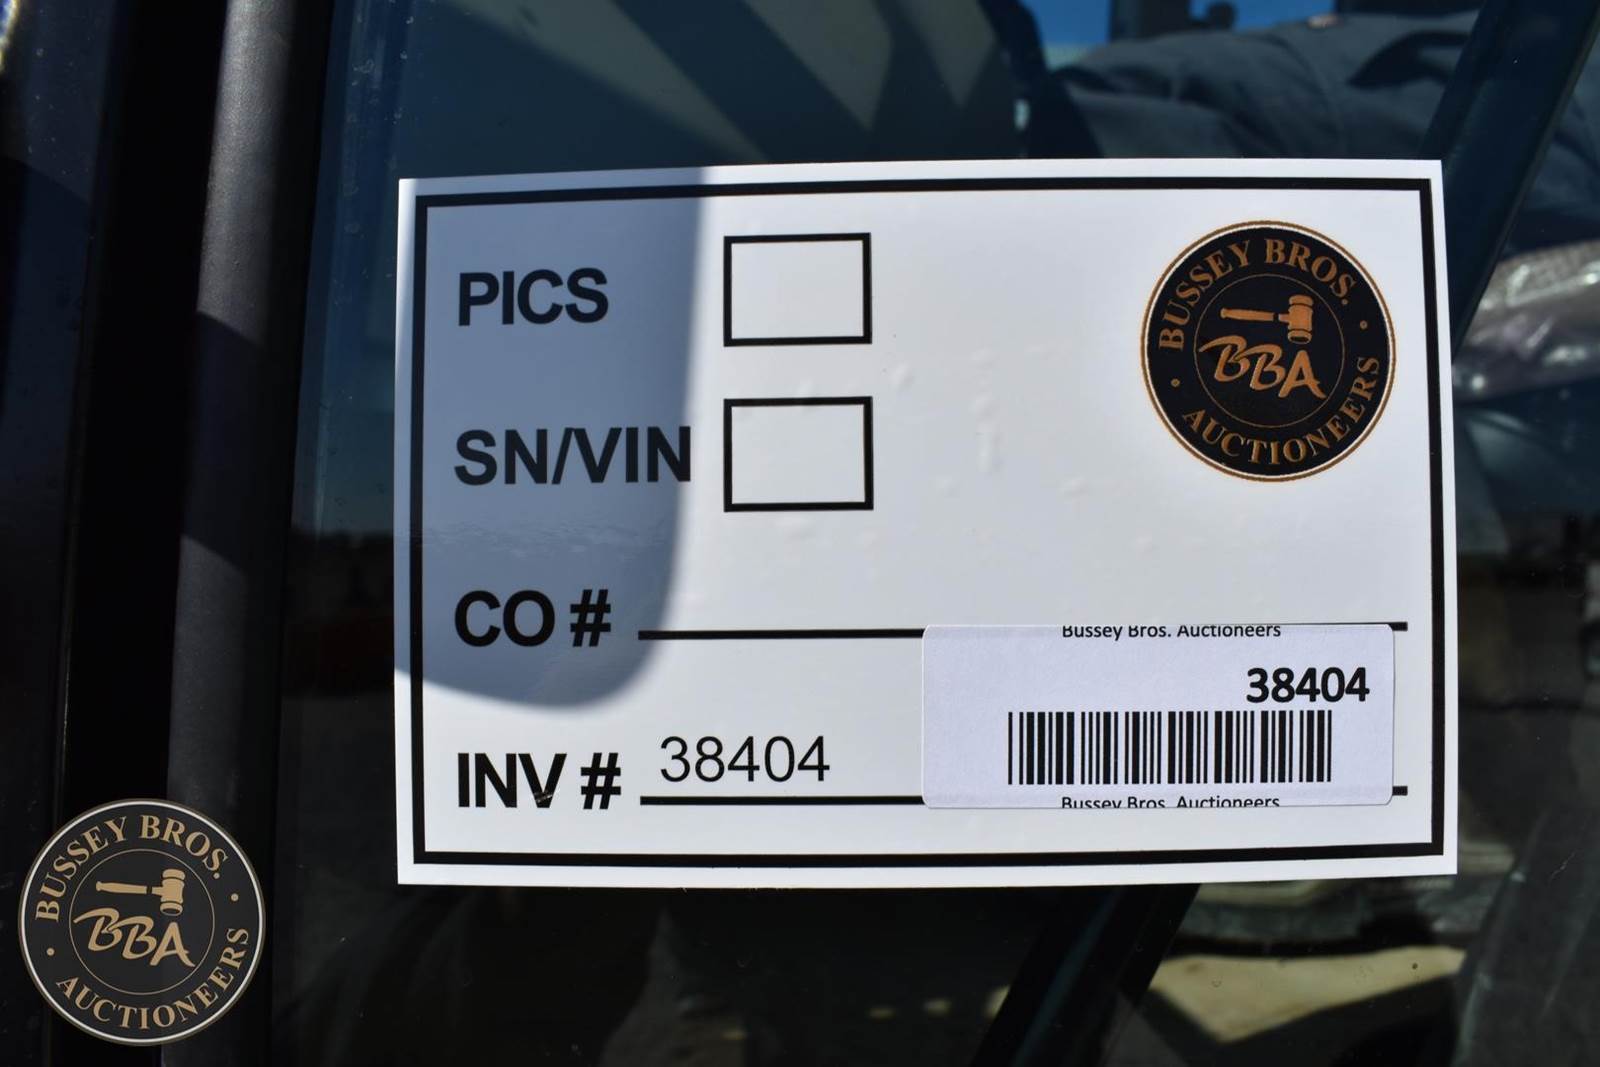 PICS
BUSSEY BROS.
BBA
AUCTIONEERS
SN/VIN
CO #
Bussey Bros. Auctioneers
38404
INV # 38404
Bussey Bros. Auctioneers
BUSSEY BROS.
BBA
AUCTIONEERS